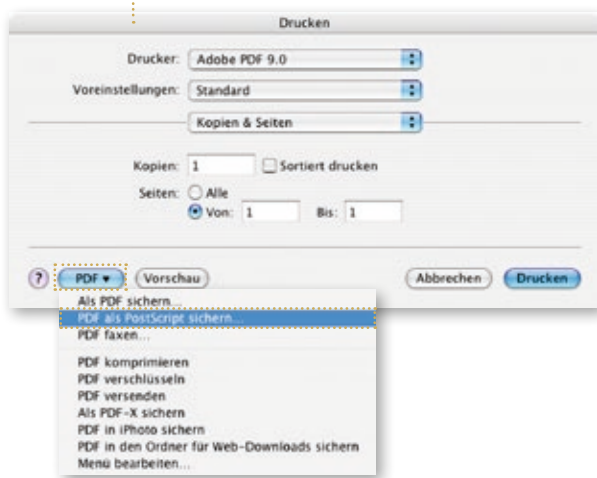 Drucken
Drucker: Adobe PDF 9.0
Voreinstellungen: Standard
Kopien & Seiten
Kopien: 1 Sortiert drucken
Seiten: Alle
Von: 1 Bis: 1
? PDF Vorschau Abbrechen Drucken
Als PDF sichern...
PDF als PostScript sichern...
PDF faxen...
PDF komprimieren
PDF verschlüsseln
PDF versenden
Als PDF-X sichern
PDF in iPhoto sichern
PDF in den Ordner für Web-Downloads sichern
Menü bearbeiten...